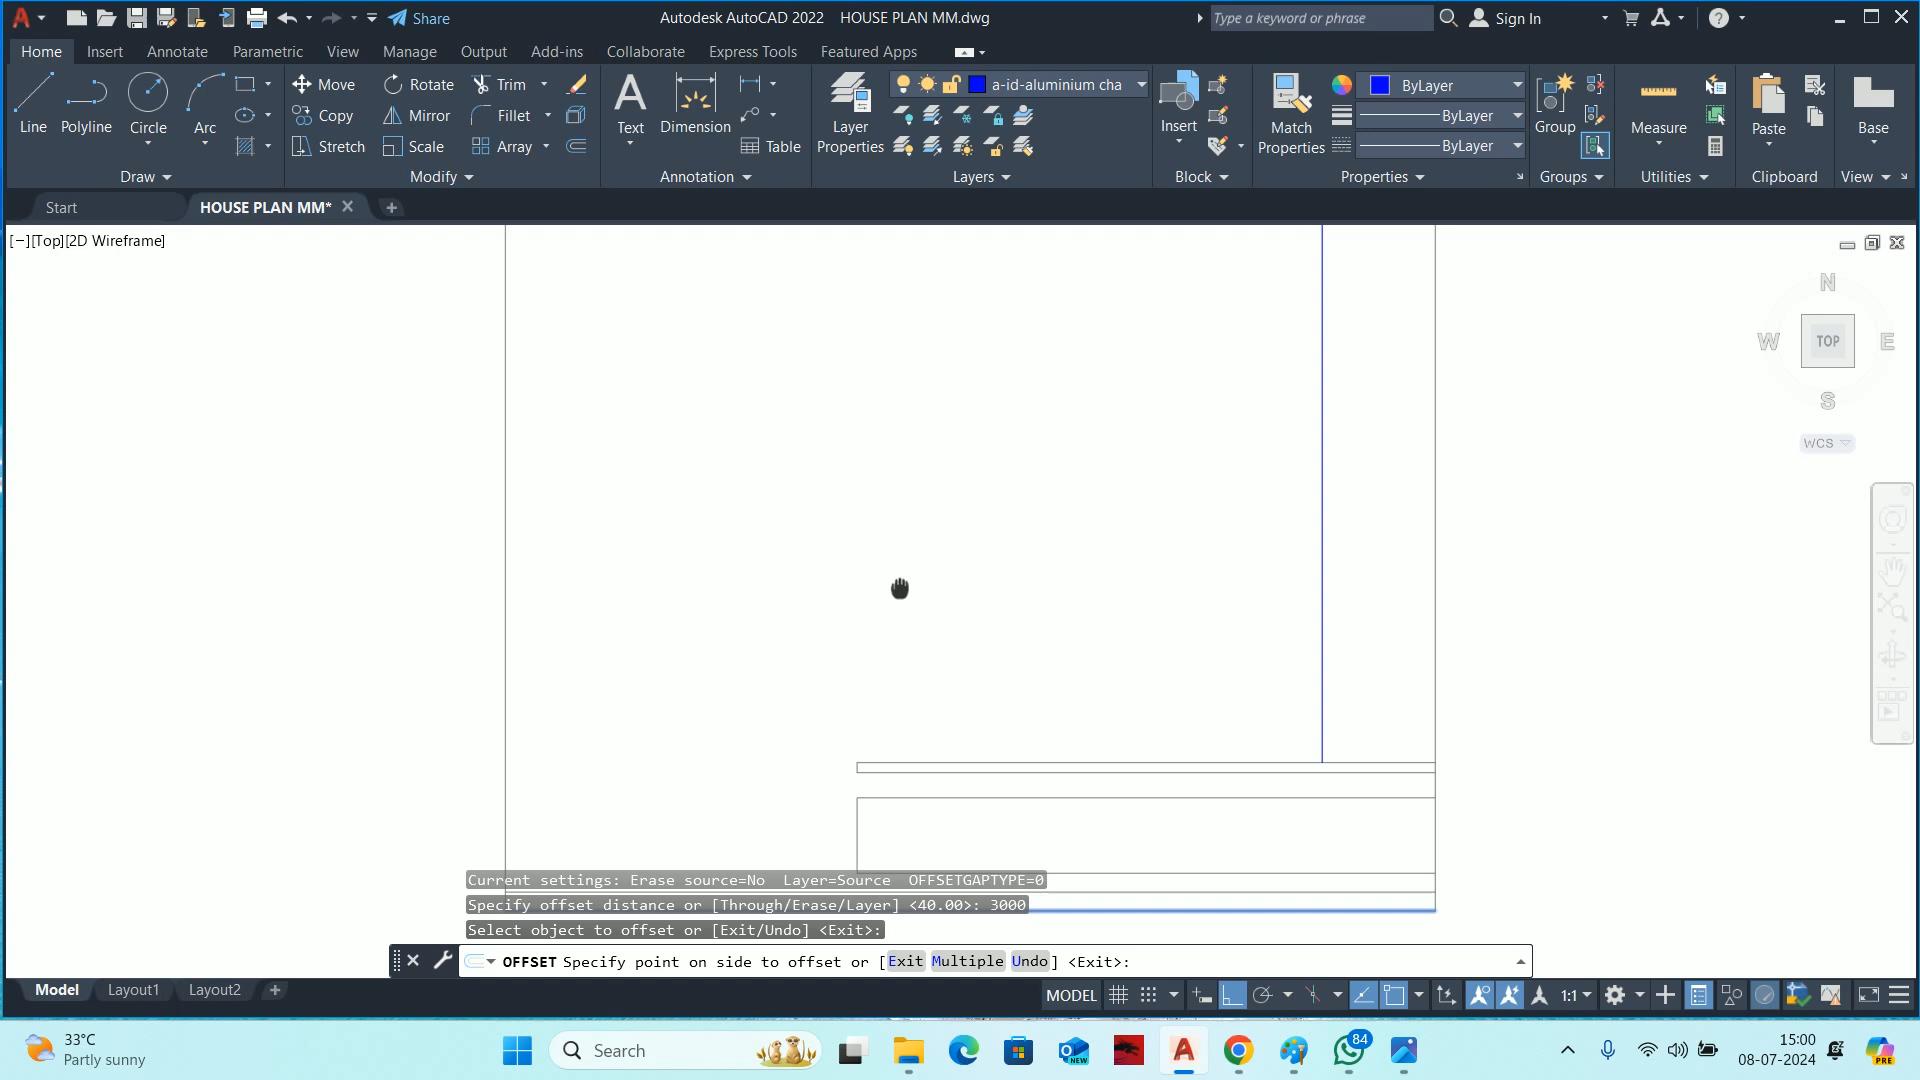 Share
Autodesk AutoCAD 2022 HOUSE PLAN MM.dwg
Type a keyword or phrase
Sign In
Home Insert Annotate Parametric View Manage Output Add-ins Collaborate Express Tools Featured Apps
Line
Polyline
Circle
Arc
Move
Rotate
Trim
Copy
Mirror
Fillet
Stretch
Scale
Array
Text
Dimension
Table
Layer
Properties
a-id-aluminium cha
Insert
Match
Properties
ByLayer
ByLayer
ByLayer
Group
Measure
Paste
Base
Draw
Modify
Annotation
Layers
Block
Properties
Groups
Utilities
Clipboard
View
Start
HOUSE PLAN MM*
[−][Top][2D Wireframe]
N
W
TOP
E
S
WCS
Current settings: Erase source=No  Layer=Source  OFFSETGAPTYPE=0
Specify offset distance or [Through/Erase/Layer] <40.00>: 3000
Select object to offset or [Exit/Undo] <Exit>:
OFFSET Specify point on side to offset or [Exit Multiple Undo] <Exit>:
Model
Layout1
Layout2
MODEL
1:1
33°C
Partly sunny
Search
NEW
84
15:00
08-07-2024
PRE